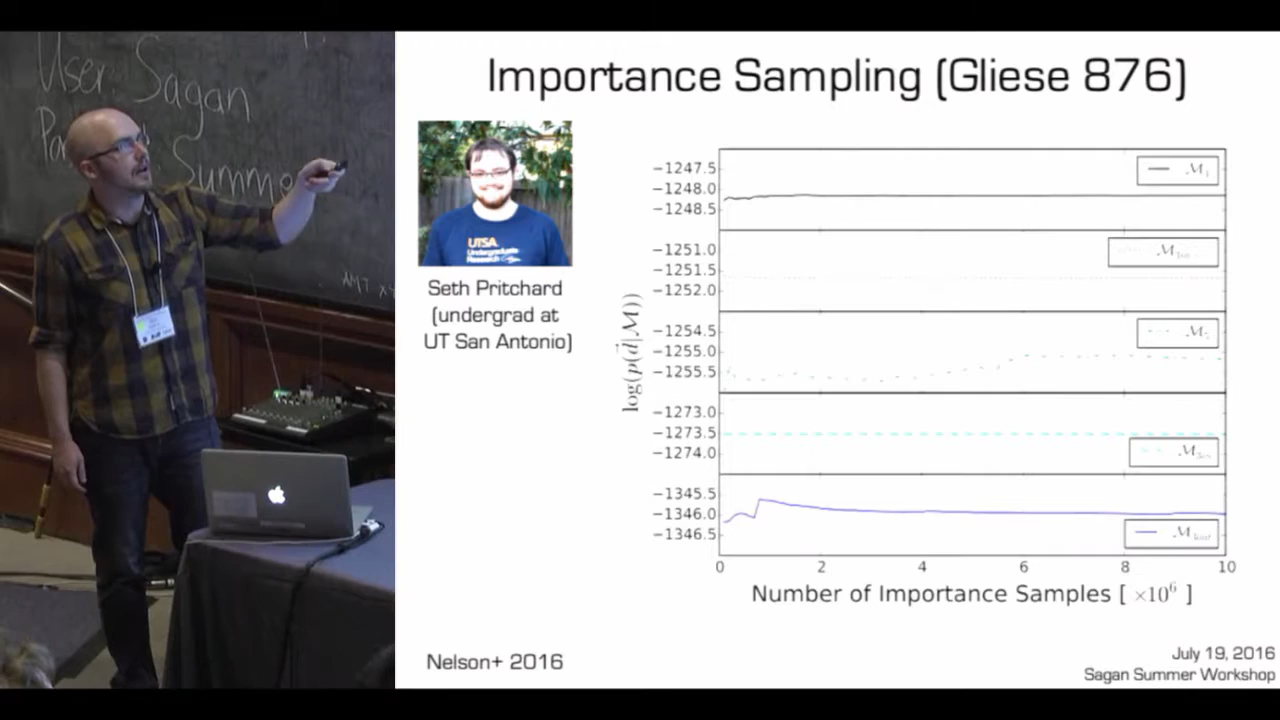 User: Sagan
Summe
Importance Sampling (Gliese 876)
UTSA
Undergraduate
Research
Seth Pritchard
(undergrad at
UT San Antonio)
log(p(d⃗|M))
−1247.5
−1248.0
−1248.5
−1251.0
−1251.5
−1252.0
−1254.5
−1255.0
−1255.5
−1273.0
−1273.5
−1274.0
−1345.5
−1346.0
−1346.5
0 2 4 6 8 10
Number of Importance Samples [ ×10⁶ ]
Nelson+ 2016
July 19, 2016
Sagan Summer Workshop